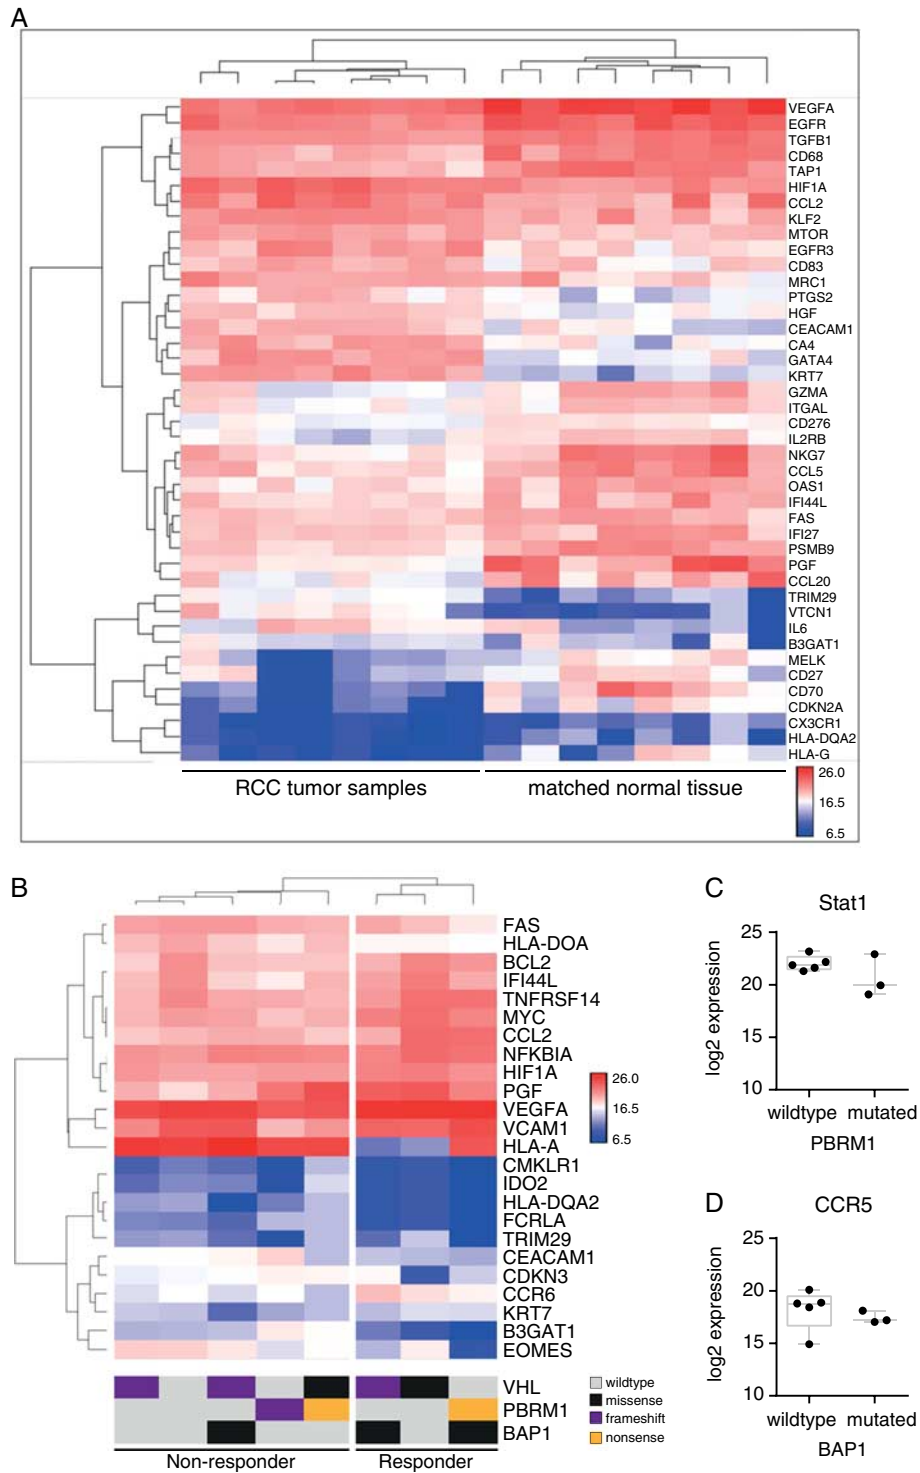 A
VEGFA
EGFR
TGFB1
CD68
TAP1
HIF1A
CCL2
KLF2
MTOR
EGFR3
CD83
MRC1
PTGS2
HGF
CEACAM1
CA4
GATA4
KRT7
GZMA
ITGAL
CD276
IL2RB
NKG7
CCL5
OAS1
IFI44L
FAS
IFI27
PSMB9
PGF
CCL20
TRIM29
VTCN1
IL6
B3GAT1
MELK
CD27
CD70
CDKN2A
CX3CR1
HLA-DQA2
HLA-G
RCC tumor samples
matched normal tissue
26.0
16.5
6.5
B
FAS
HLA-DOA
BCL2
IFI44L
TNFRSF14
MYC
CCL2
NFKBIA
HIF1A
PGF
VEGFA
VCAM1
HLA-A
CMKLR1
IDO2
HLA-DQA2
FCRLA
TRIM29
CEACAM1
CDKN3
CCR6
KRT7
B3GAT1
EOMES
26.0
16.5
6.5
VHL
PBRM1
BAP1
wildtype
missense
frameshift
nonsense
Non-responder
Responder
C
Stat1
log2 expression
25
20
15
10
wildtype mutated
PBRM1
D
CCR5
log2 expression
25
20
15
10
wildtype mutated
BAP1